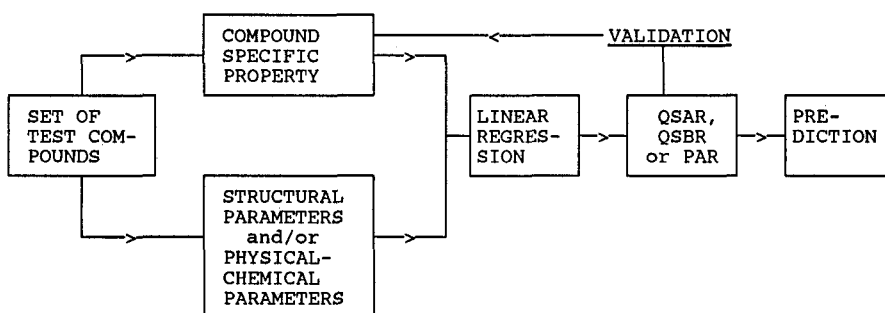 COMPOUND
SPECIFIC
PROPERTY
VALIDATION
SET OF
TEST COM-
POUNDS
LINEAR
REGRES-
SION
QSAR,
QSBR
or PAR
PRE-
DICTION
STRUCTURAL
PARAMETERS
and/or
PHYSICAL-
CHEMICAL
PARAMETERS